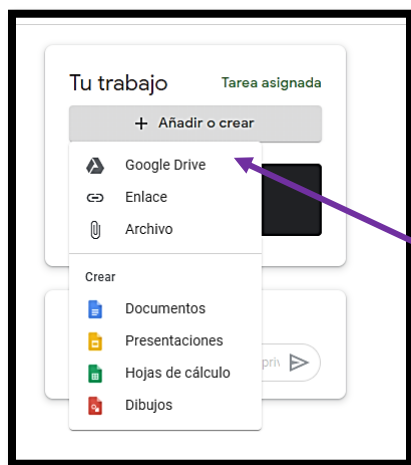 Tu trabajo Tarea asignada
+ Añadir o crear
Google Drive
Enlace
Archivo
Crear
Documentos
Presentaciones
Hojas de cálculo
Dibujos